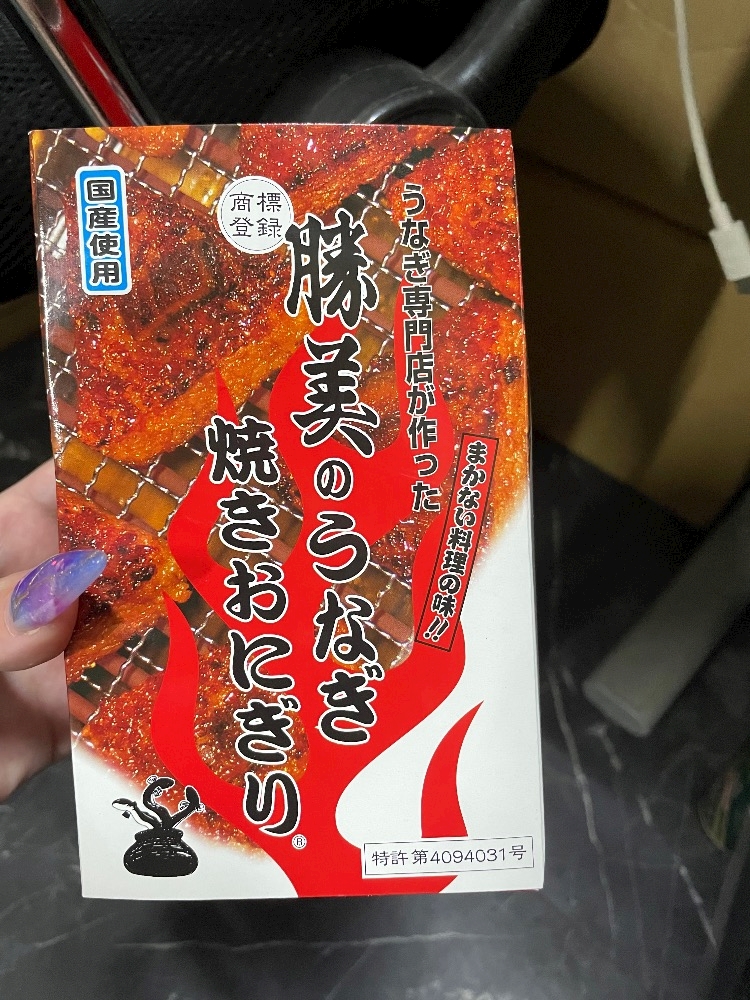 国産使用
商標
登録
うなぎ専門店が作った
まかない料理の味!!
勝美のうなぎ
焼きおにぎり®
特許 第4094031号